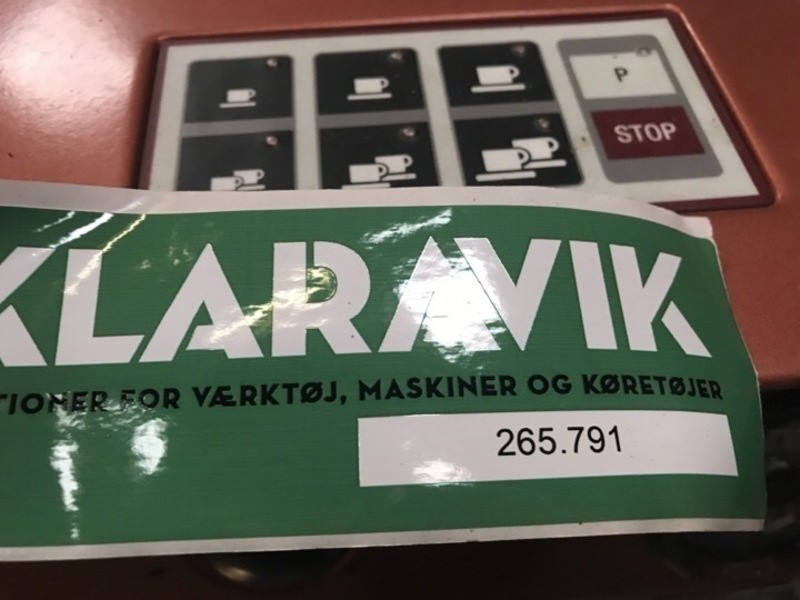 P
STOP
KLARAVIK
FOR VÆRKTØJ, MASKINER OG KØRETØJER
265.791